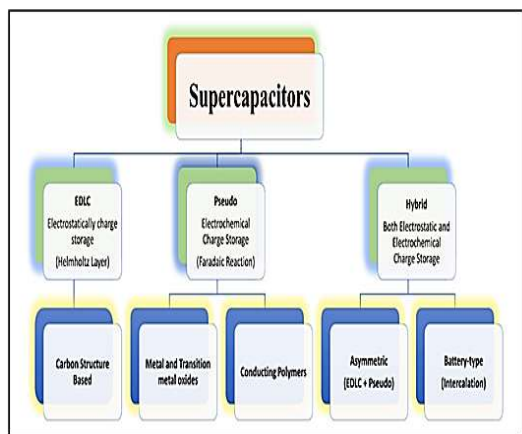 Supercapacitors
EDLC
Electrostatically charge
storage
(Helmholtz Layer)
Pseudo
Electrochemical
Charge Storage
(Faradaic Reaction)
Hybrid
Both Electrostatic and
Electrochemical
Charge Storage
Carbon Structure
Based
Metal and Transition
metal oxides
Conducting Polymers
Asymmetric
(EDLC + Pseudo)
Battery-type
(Intercalation)